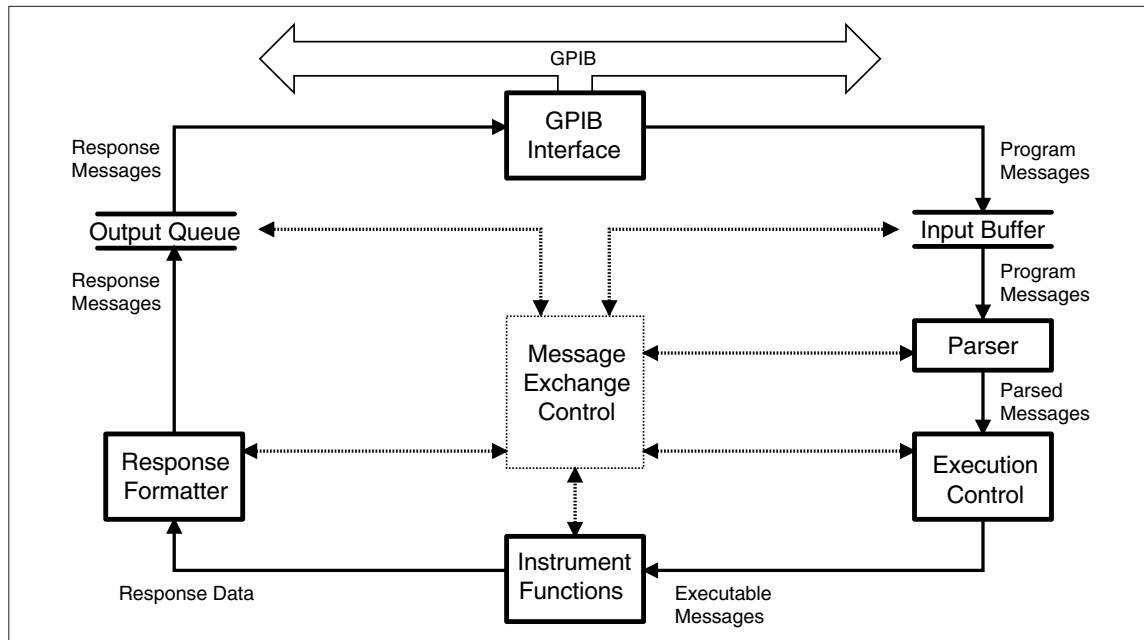 GPIB
GPIB
Interface
Response
Messages
Program
Messages
Output Queue
Input Buffer
Response
Messages
Program
Messages
Message
Exchange
Control
Parser
Parsed
Messages
Response
Formatter
Execution
Control
Instrument
Functions
Response Data
Executable
Messages